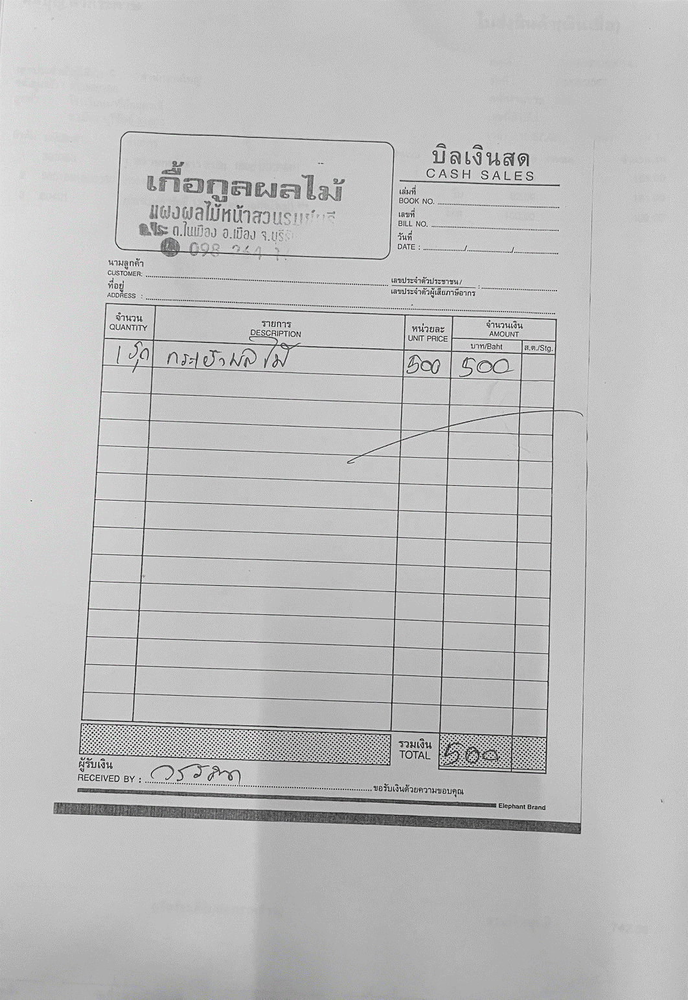 เกื้อกูลผลไม้
แผงผลไม้หน้าสวนรมย์บุรี
ต.ในเมือง อ.เมือง จ.บุรี
098
บิลเงินสด
CASH SALES
เล่มที่
BOOK NO.
เลขที่
BILL NO.
วันที่
DATE : / /
นามลูกค้า
CUSTOMER:
เลขประจำตัวประชาชน/
เลขประจำตัวผู้เสียภาษีอากร :
ที่อยู่
ADDRESS :
จำนวน รายการ หน่วยละ จำนวนเงิน
QUANTITY DESCRIPTION UNIT PRICE AMOUNT
บาท/Baht ส.ต./Stg.
1 ชุด กระเช้าผลไม้ 500 500
รวมเงิน
TOTAL 500
ผู้รับเงิน
RECEIVED BY : ขอรับเงินด้วยความขอบคุณ
Elephant Brand